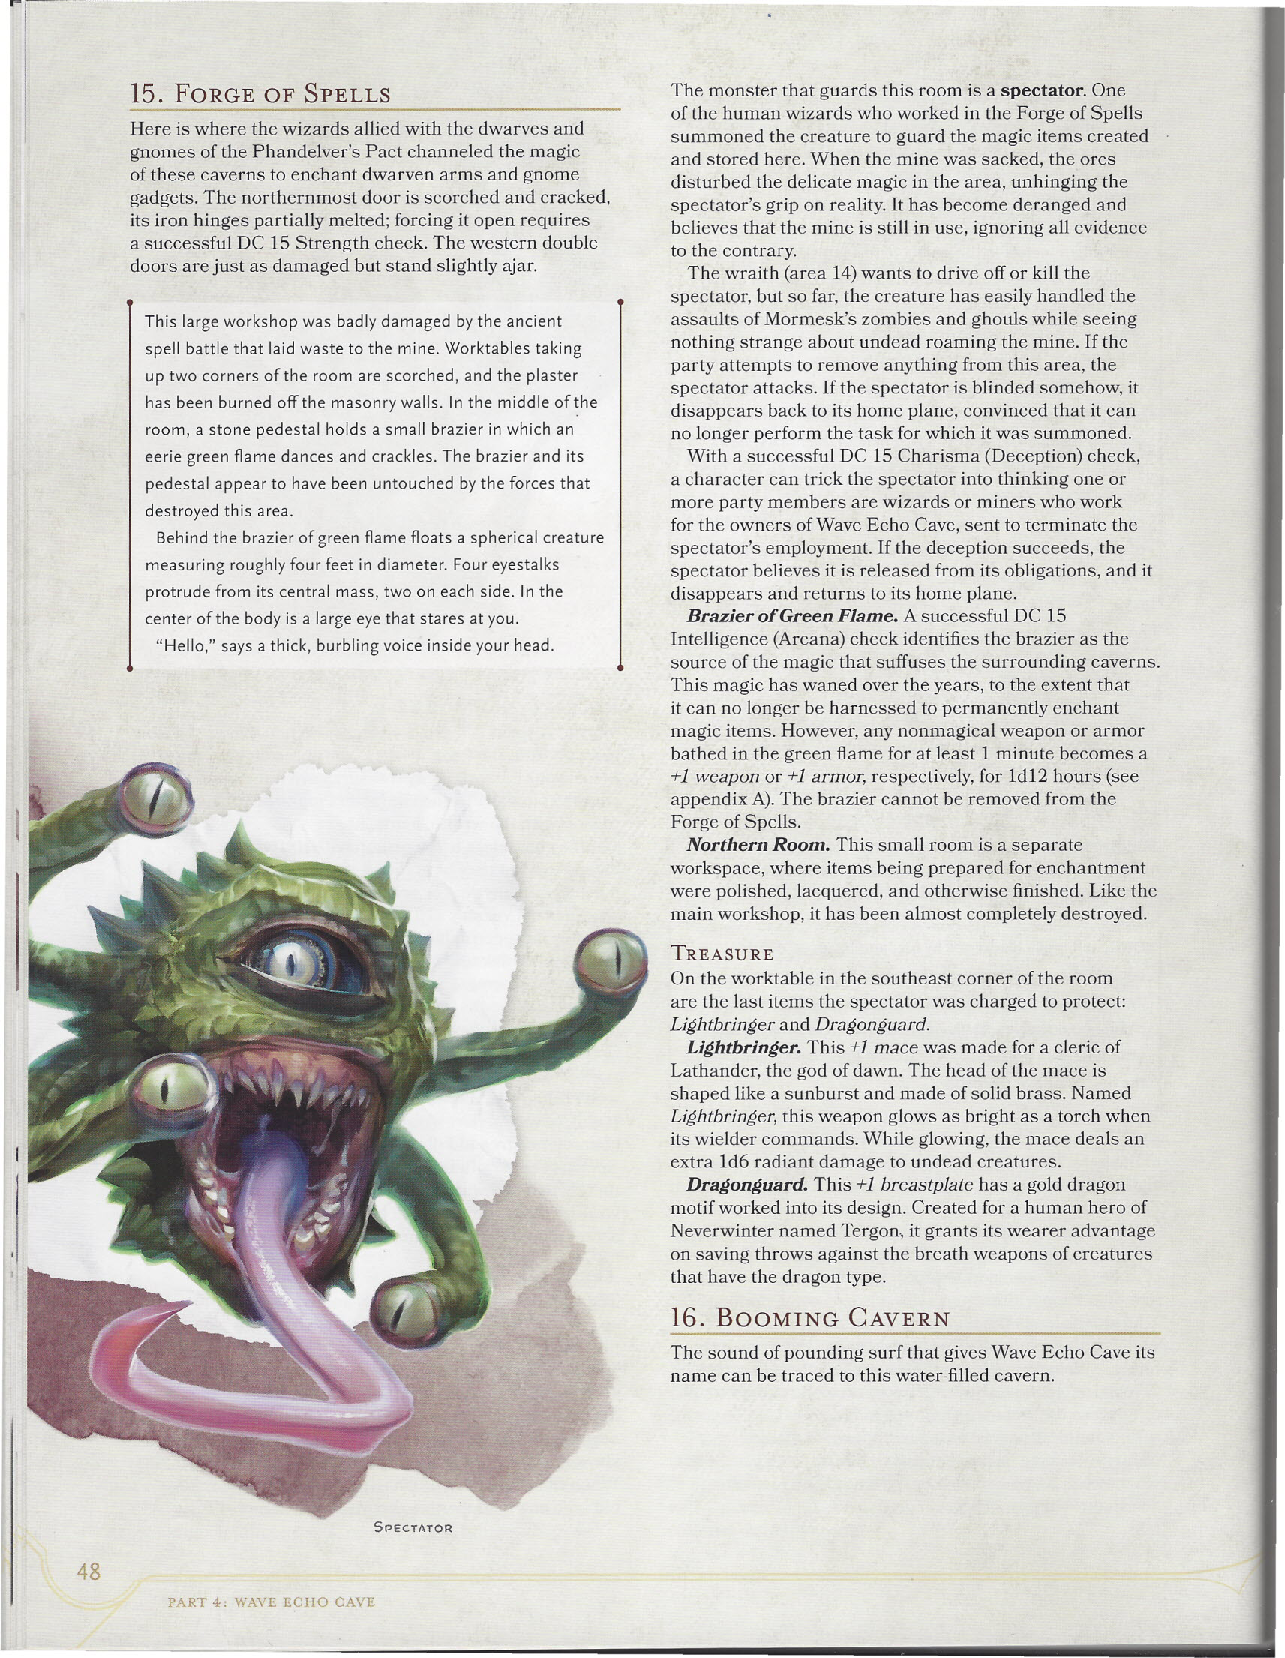 15. Forge of Spells
Here is where the wizards allied with the dwarves and
gnomes of the Phandelver's Pact channeled the magic
of these caverns to enchant dwarven arms and gnome
gadgets. The northernmost door is scorched and cracked,
its iron hinges partially melted; forcing it open requires
a successful DC 15 Strength check. The western double
doors are just as damaged but stand slightly ajar.
This large workshop was badly damaged by the ancient
spell battle that laid waste to the mine. Worktables taking
up two corners of the room are scorched, and the plaster
has been burned off the masonry walls. In the middle of the
room, a stone pedestal holds a small brazier in which an
eerie green flame dances and crackles. The brazier and its
pedestal appear to have been untouched by the forces that
destroyed this area.
Behind the brazier of green flame floats a spherical creature
measuring roughly four feet in diameter. Four eyestalks
protrude from its central mass, two on each side. In the
center of the body is a large eye that stares at you.
"Hello," says a thick, burbling voice inside your head.
Spectator
The monster that guards this room is a spectator. One
of the human wizards who worked in the Forge of Spells
summoned the creature to guard the magic items created
and stored here. When the mine was sacked, the orcs
disturbed the delicate magic in the area, unhinging the
spectator's grip on reality. It has become deranged and
believes that the mine is still in use, ignoring all evidence
to the contrary.
The wraith (area 14) wants to drive off or kill the
spectator, but so far, the creature has easily handled the
assaults of Mormesk's zombies and ghouls while seeing
nothing strange about undead roaming the mine. If the
party attempts to remove anything from this area, the
spectator attacks. If the spectator is blinded somehow, it
disappears back to its home plane, convinced that it can
no longer perform the task for which it was summoned.
With a successful DC 15 Charisma (Deception) check,
a character can trick the spectator into thinking one or
more party members are wizards or miners who work
for the owners of Wave Echo Cave, sent to terminate the
spectator's employment. If the deception succeeds, the
spectator believes it is released from its obligations, and it
disappears and returns to its home plane.
Brazier of Green Flame. A successful DC 15
Intelligence (Arcana) check identifies the brazier as the
source of the magic that suffuses the surrounding caverns.
This magic has waned over the years, to the extent that
it can no longer be harnessed to permanently enchant
magic items. However, any nonmagical weapon or armor
bathed in the green flame for at least 1 minute becomes a
+1 weapon or +1 armor, respectively, for 1d12 hours (see
appendix A). The brazier cannot be removed from the
Forge of Spells.
Northern Room. This small room is a separate
workspace, where items being prepared for enchantment
were polished, lacquered, and otherwise finished. Like the
main workshop, it has been almost completely destroyed.
Treasure
On the worktable in the southeast corner of the room
are the last items the spectator was charged to protect:
Lightbringer and Dragonguard.
Lightbringer. This +1 mace was made for a cleric of
Lathander, the god of dawn. The head of the mace is
shaped like a sunburst and made of solid brass. Named
Lightbringer, this weapon glows as bright as a torch when
its wielder commands. While glowing, the mace deals an
extra 1d6 radiant damage to undead creatures.
Dragonguard. This +1 breastplate has a gold dragon
motif worked into its design. Created for a human hero of
Neverwinter named Tergon, it grants its wearer advantage
on saving throws against the breath weapons of creatures
that have the dragon type.
16. Booming Cavern
The sound of pounding surf that gives Wave Echo Cave its
name can be traced to this water-filled cavern.
48
PART 4: WAVE ECHO CAVE